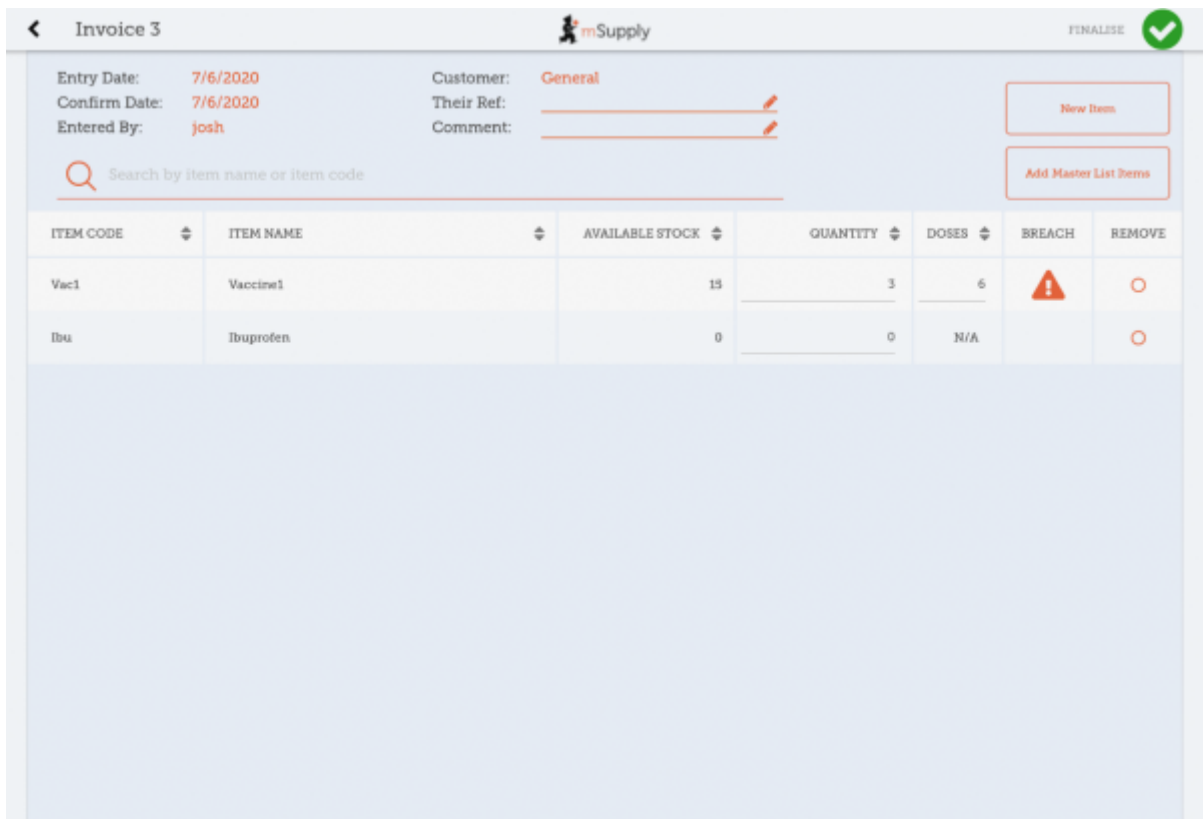 Invoice 3
mSupply
FINALISE
Entry Date: 7/6/2020
Customer: General
Confirm Date: 7/6/2020
Their Ref:
Entered By: josh
Comment:
New Item
Search by item name or item code
Add Master List Items
ITEM CODE ITEM NAME AVAILABLE STOCK QUANTITY DOSES BREACH REMOVE
Vac1 Vaccine1 15 3 6
Ibu Ibuprofen 0 0 N/A